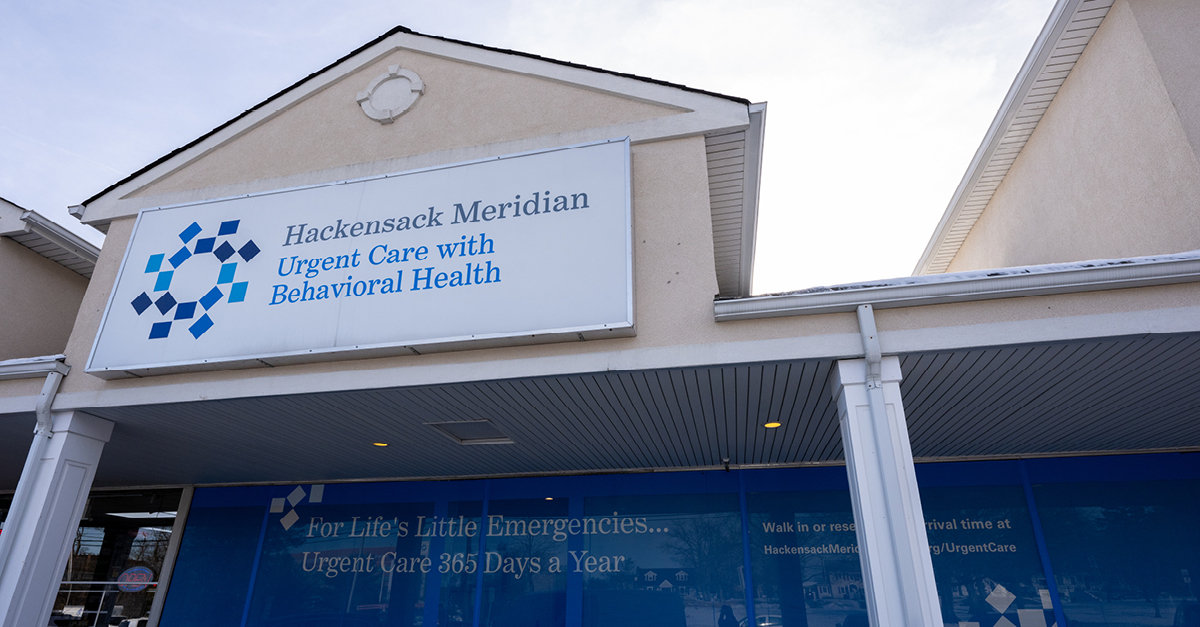 Hackensack Meridian
Urgent Care with
Behavioral Health
For Life's Little Emergencies...
Urgent Care 365 Days a Year
Walk in or rese arrival time at
HackensackMeri rg/UrgentCare